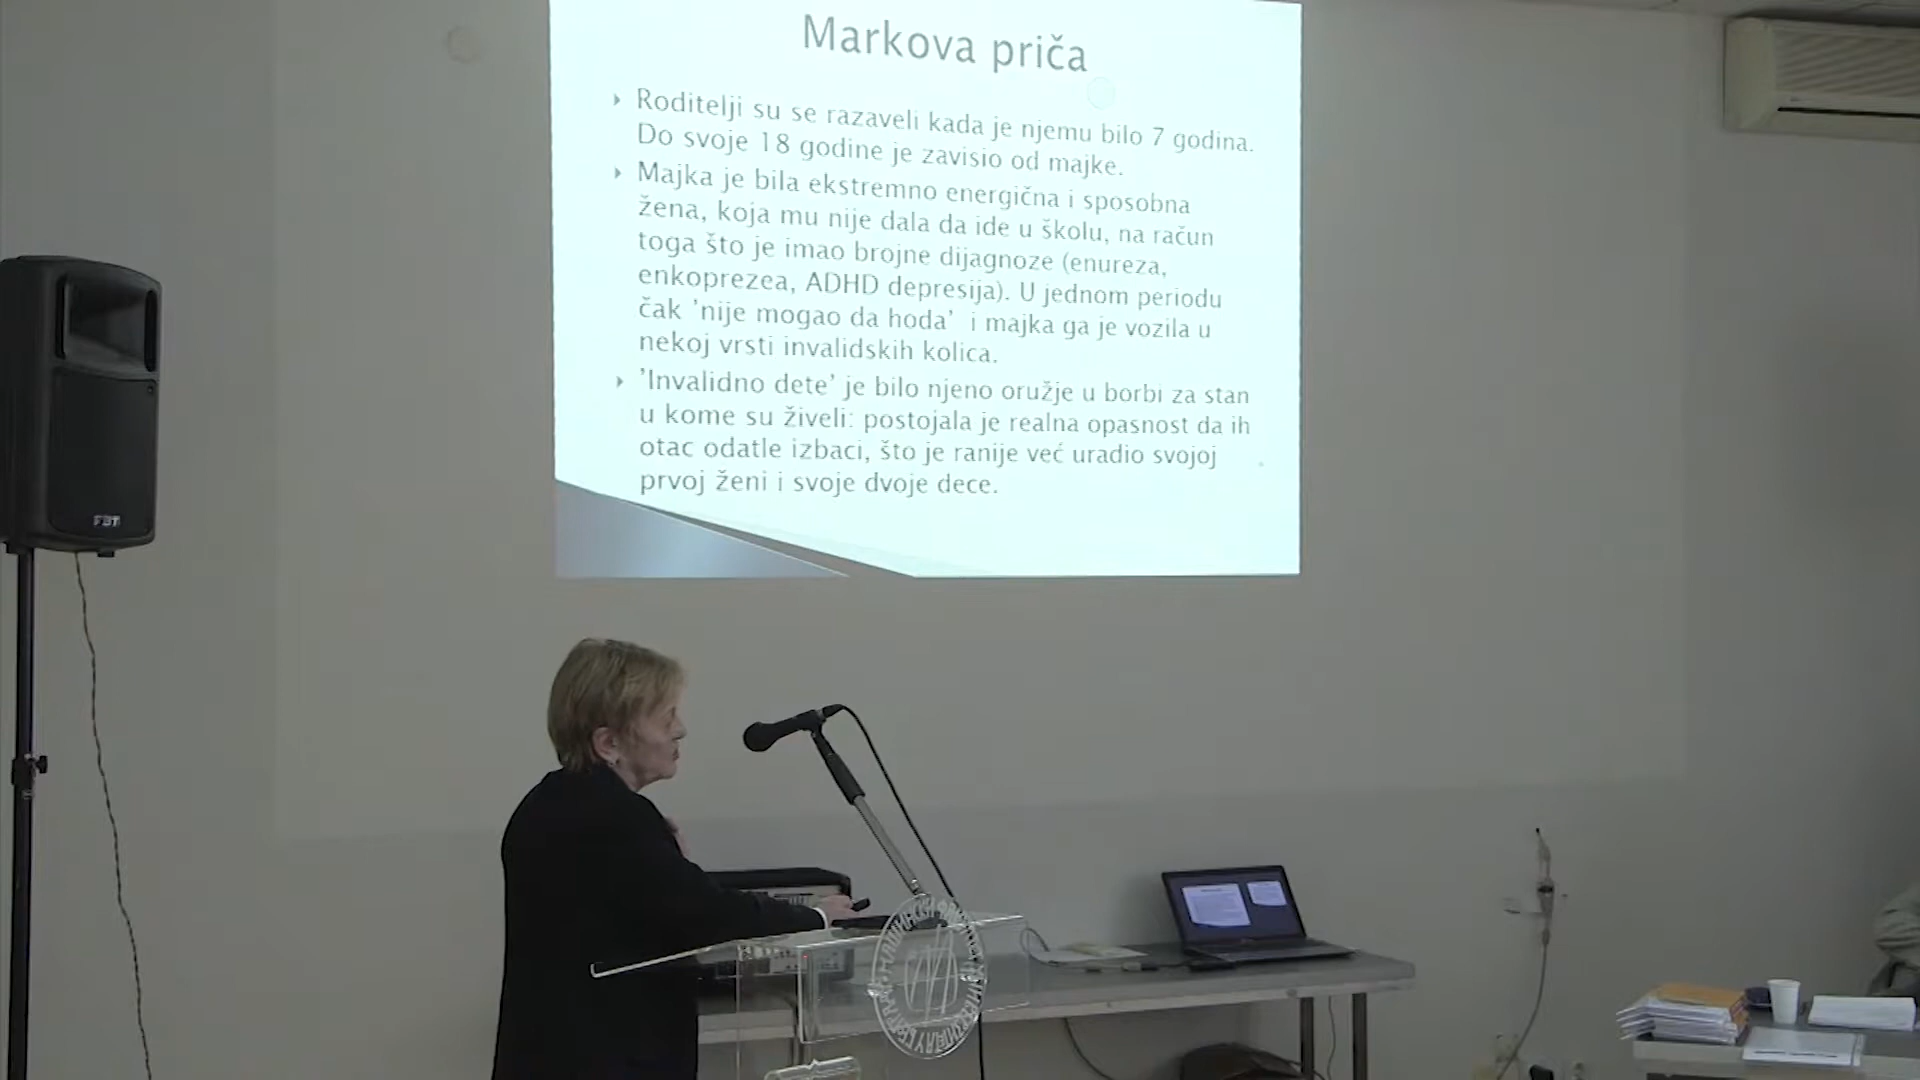 Markova priča
Roditelji su se razaveli kada je njemu bilo 7 godina.
Do svoje 18 godine je zavisio od majke.
Majka je bila ekstremno energična i sposobna
žena, koja mu nije dala da ide u školu, na račun
toga što je imao brojne dijagnoze (enureza,
enkoprezea, ADHD depresija). U jednom periodu
čak 'nije mogao da hoda' i majka ga je vozila u
nekoj vrsti invalidskih kolica.
'Invalidno dete' je bilo njeno oružje u borbi za stan
u kome su živeli: postojala je realna opasnost da ih
otac odatle izbaci, što je ranije već uradio svojoj
prvoj ženi i svoje dvoje dece.
FBT